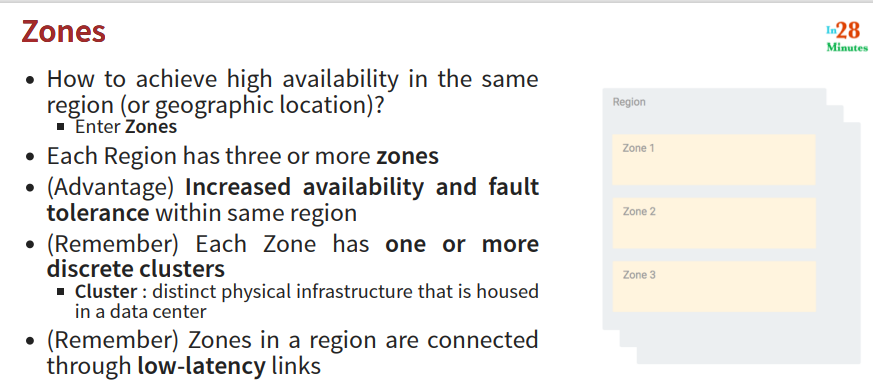 Zones
In28
Minutes
• How to achieve high availability in the same
region (or geographic location)?
▪ Enter Zones
• Each Region has three or more zones
• (Advantage) Increased availability and fault
tolerance within same region
• (Remember) Each Zone has one or more
discrete clusters
▪ Cluster : distinct physical infrastructure that is housed
in a data center
• (Remember) Zones in a region are connected
through low-latency links
Region
Zone 1
Zone 2
Zone 3